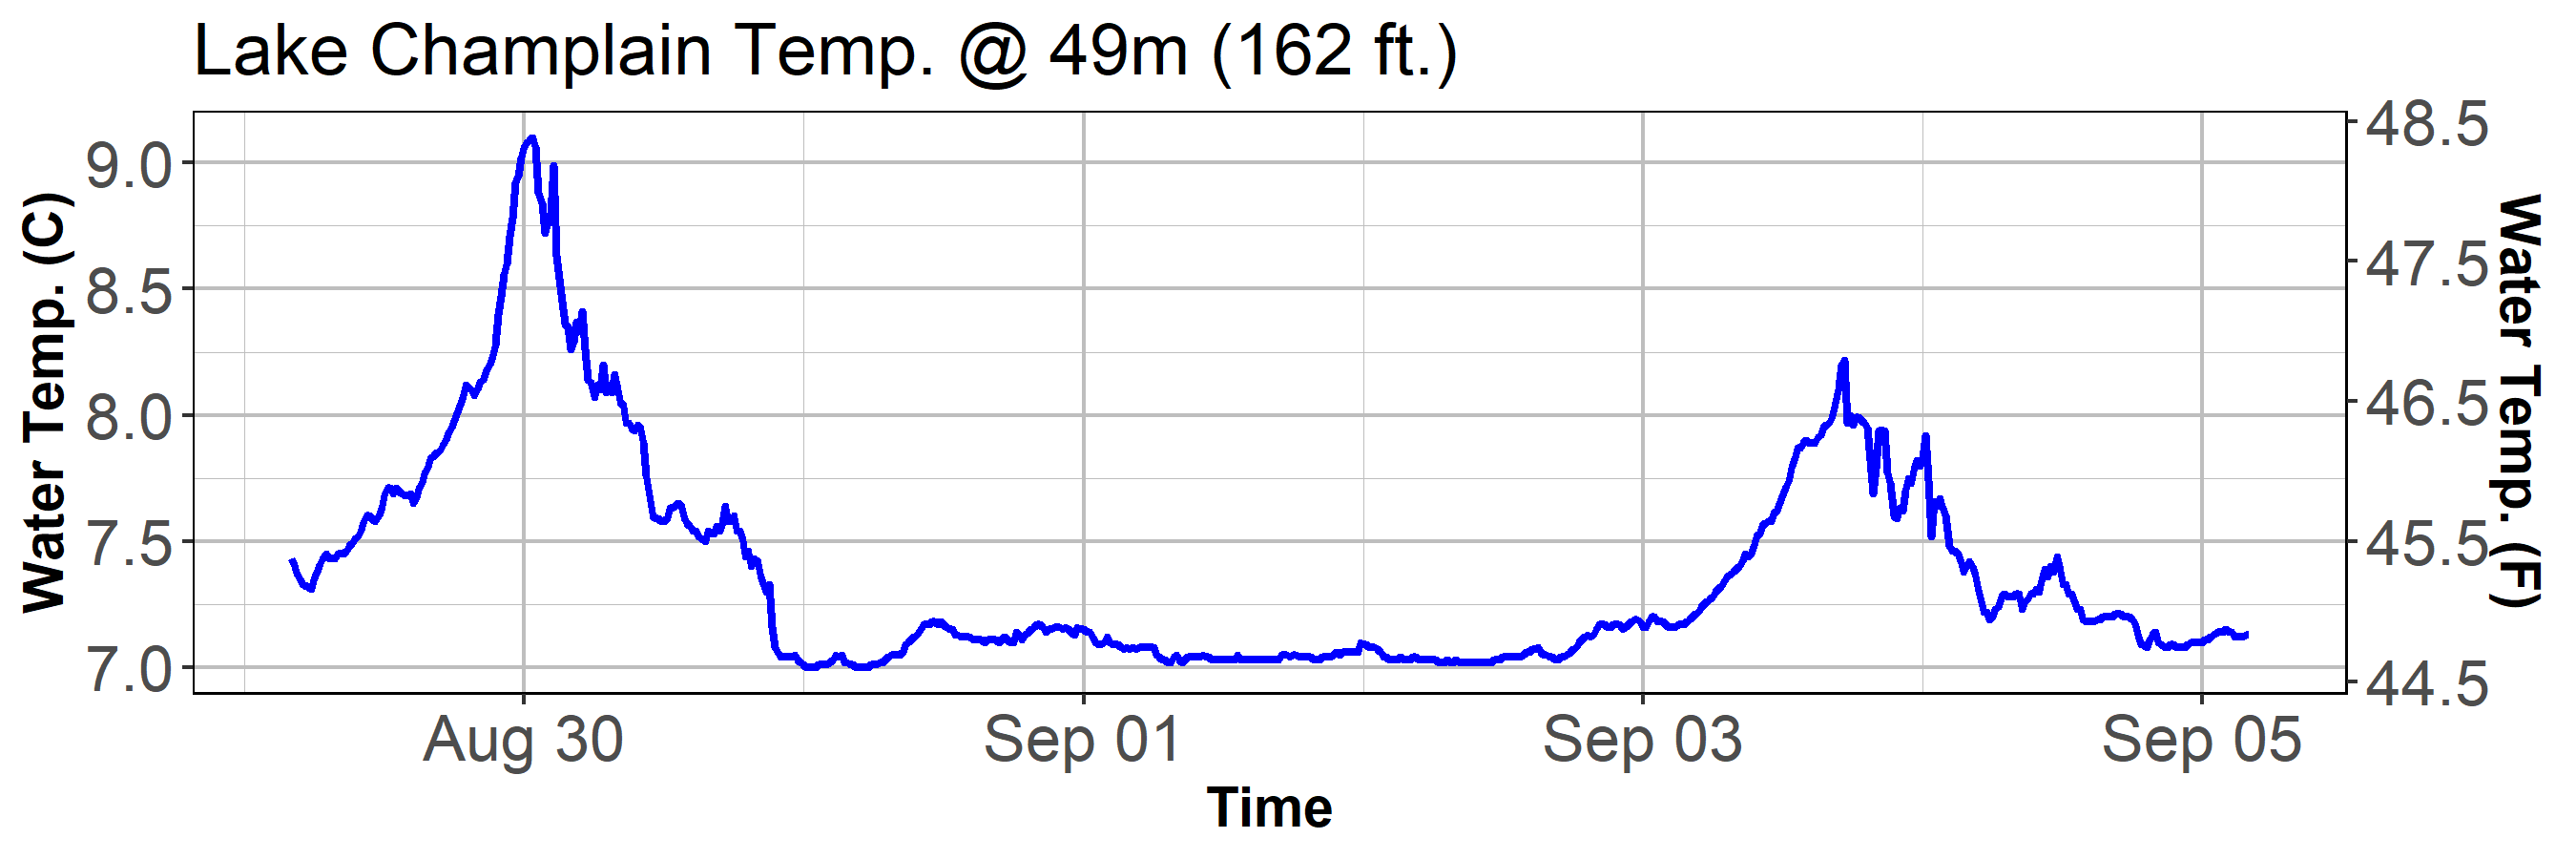 Lake Champlain Temp. @ 49m (162 ft.)
Water Temp. (C)
9.0
8.5
8.0
7.5
7.0
48.5
47.5
46.5
45.5
44.5
Water Temp. (F)
Aug 30
Sep 01
Sep 03
Sep 05
Time